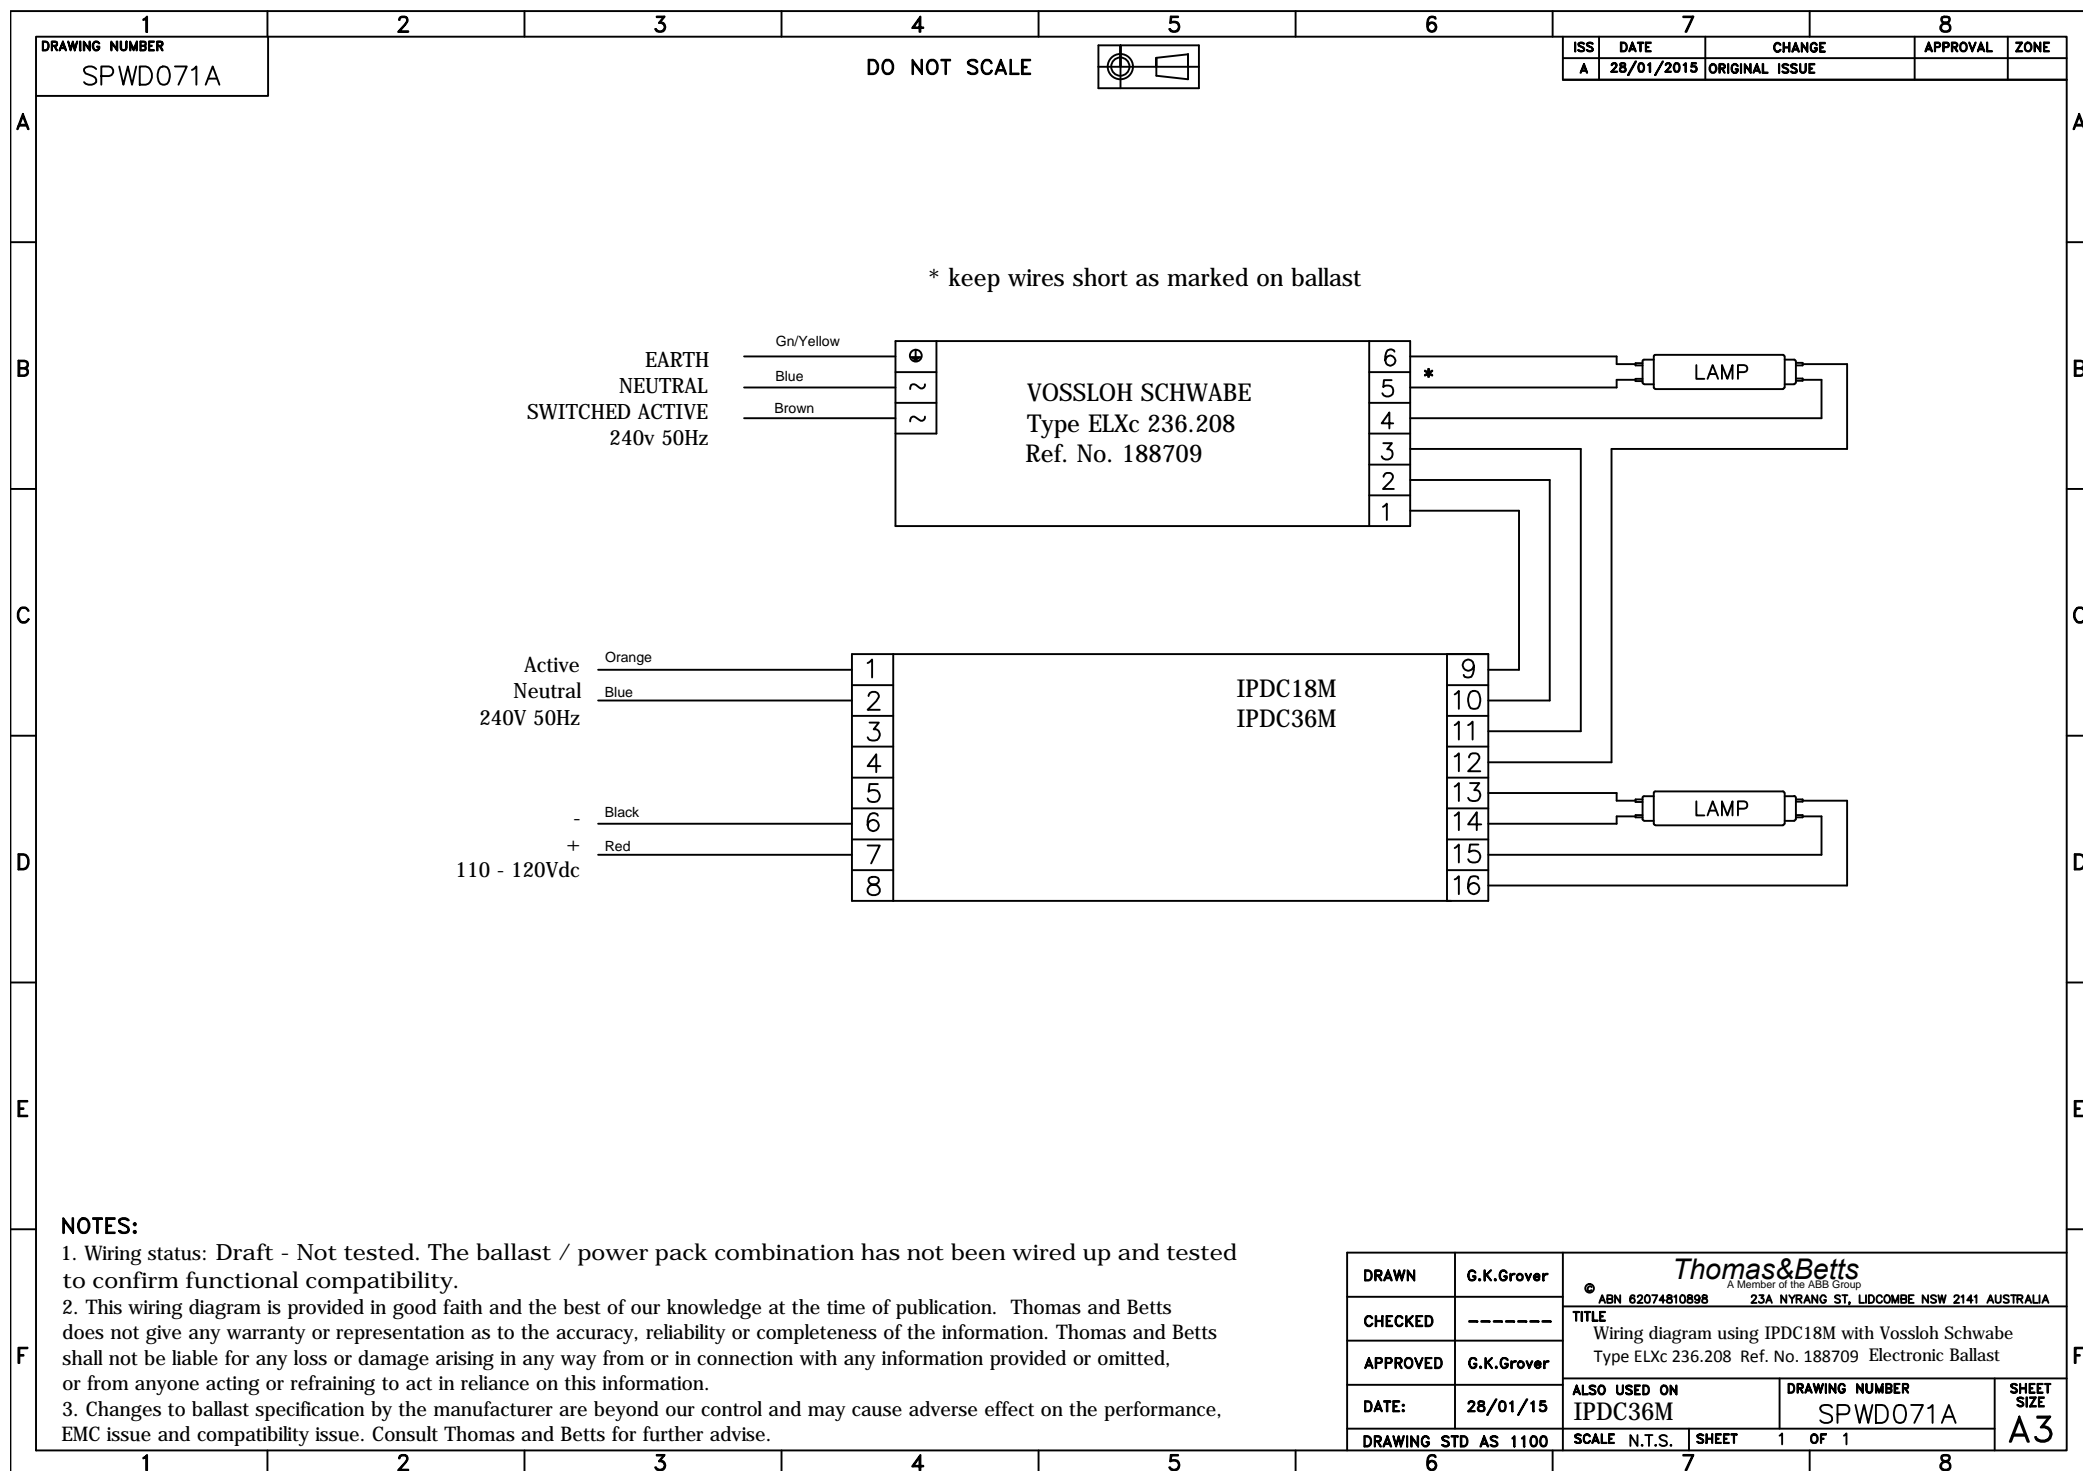 1 2 3 4 5 6 7 8
DRAWING NUMBER
SPWD071A
DO NOT SCALE
ISS DATE CHANGE APPROVAL ZONE
A 28/01/2015 ORIGINAL ISSUE
A A
* keep wires short as marked on ballast
B B
EARTH Gn/Yellow
NEUTRAL Blue ~
SWITCHED ACTIVE Brown ~
240v 50Hz
VOSSLOH SCHWABE
Type ELXc 236.208
Ref. No. 188709
6
5 *
4
3
2
1
LAMP
C C
Active Orange 1
Neutral Blue 2
240V 50Hz
3
4
5
- Black 6
+ Red 7
110 - 120Vdc
8
IPDC18M
IPDC36M
9
10
11
12
13
14
15
16
LAMP
D D
E E
NOTES:
1. Wiring status: Draft - Not tested. The ballast / power pack combination has not been wired up and tested
to confirm functional compatibility.
2. This wiring diagram is provided in good faith and the best of our knowledge at the time of publication. Thomas and Betts
does not give any warranty or representation as to the accuracy, reliability or completeness of the information. Thomas and Betts
shall not be liable for any loss or damage arising in any way from or in connection with any information provided or omitted,
or from anyone acting or refraining to act in reliance on this information.
3. Changes to ballast specification by the manufacturer are beyond our control and may cause adverse effect on the performance,
EMC issue and compatibility issue. Consult Thomas and Betts for further advise.
F F
DRAWN G.K.Grover
CHECKED -------
APPROVED G.K.Grover
DATE: 28/01/15
DRAWING STD AS 1100
Thomas&Betts
A Member of the ABB Group
© ABN 62074810898 23A NYRANG ST, LIDCOMBE NSW 2141 AUSTRALIA
TITLE
Wiring diagram using IPDC18M with Vossloh Schwabe
Type ELXc 236.208 Ref. No. 188709 Electronic Ballast
ALSO USED ON
IPDC36M
DRAWING NUMBER
SPWD071A
SHEET
SIZE
A3
SCALE N.T.S. SHEET 1 OF 1
1 2 3 4 5 6 7 8